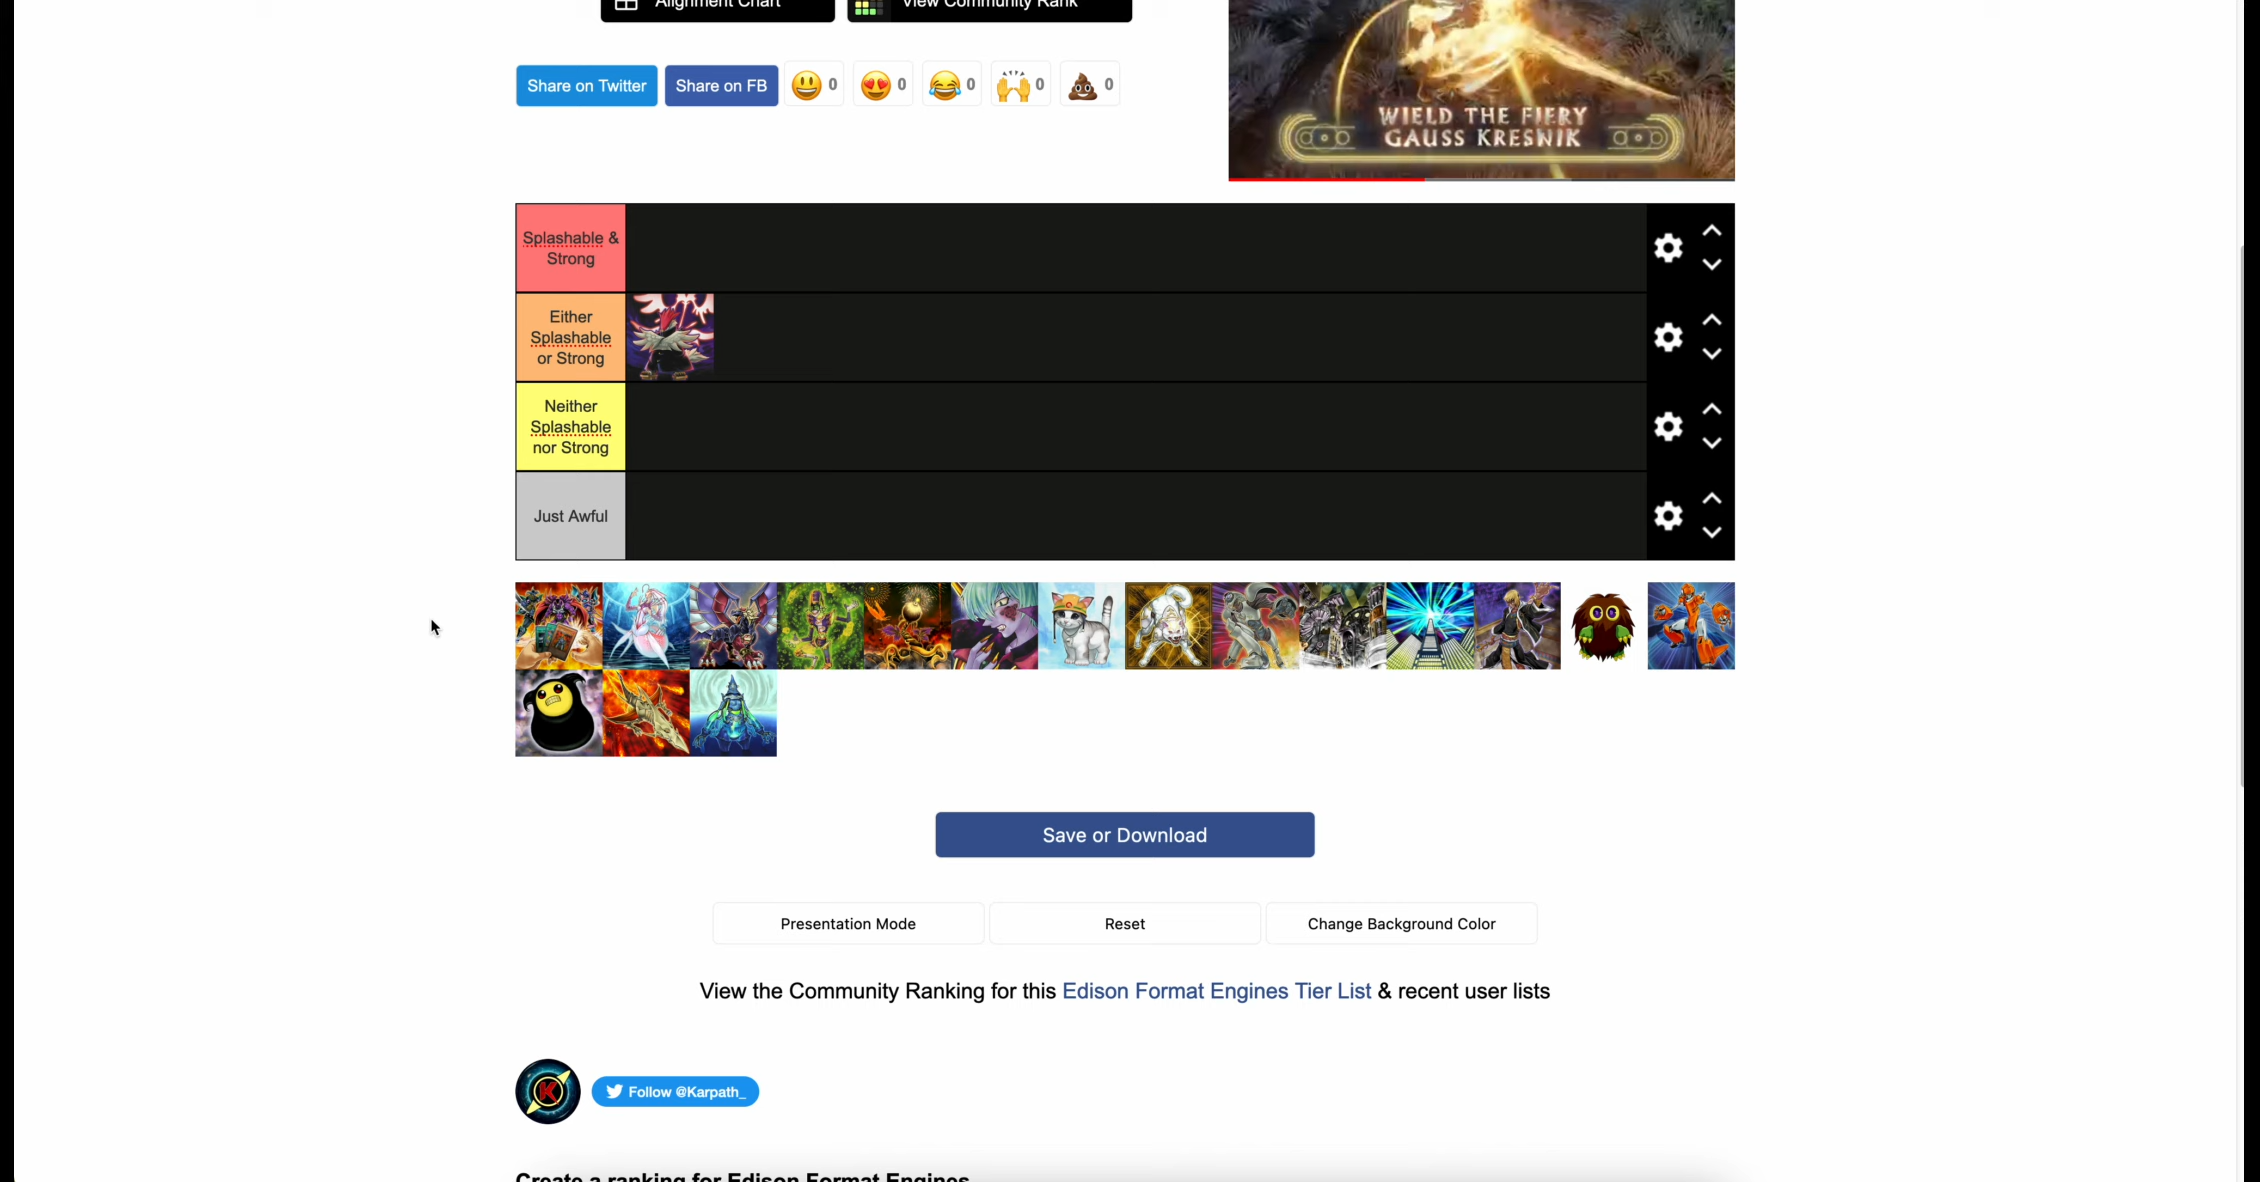 Alignment Chart
View Community Rank
Share on Twitter
Share on FB
0
0
0
0
0
WIELD THE FIERY
GAUSS KRESNIK
Splashable &
Strong
Either
Splashable
or Strong
Neither
Splashable
nor Strong
Just Awful
Save or Download
Presentation Mode
Reset
Change Background Color
View the Community Ranking for this Edison Format Engines Tier List & recent user lists
K
Follow @Karpath_
Create a ranking for Edison Format Engines